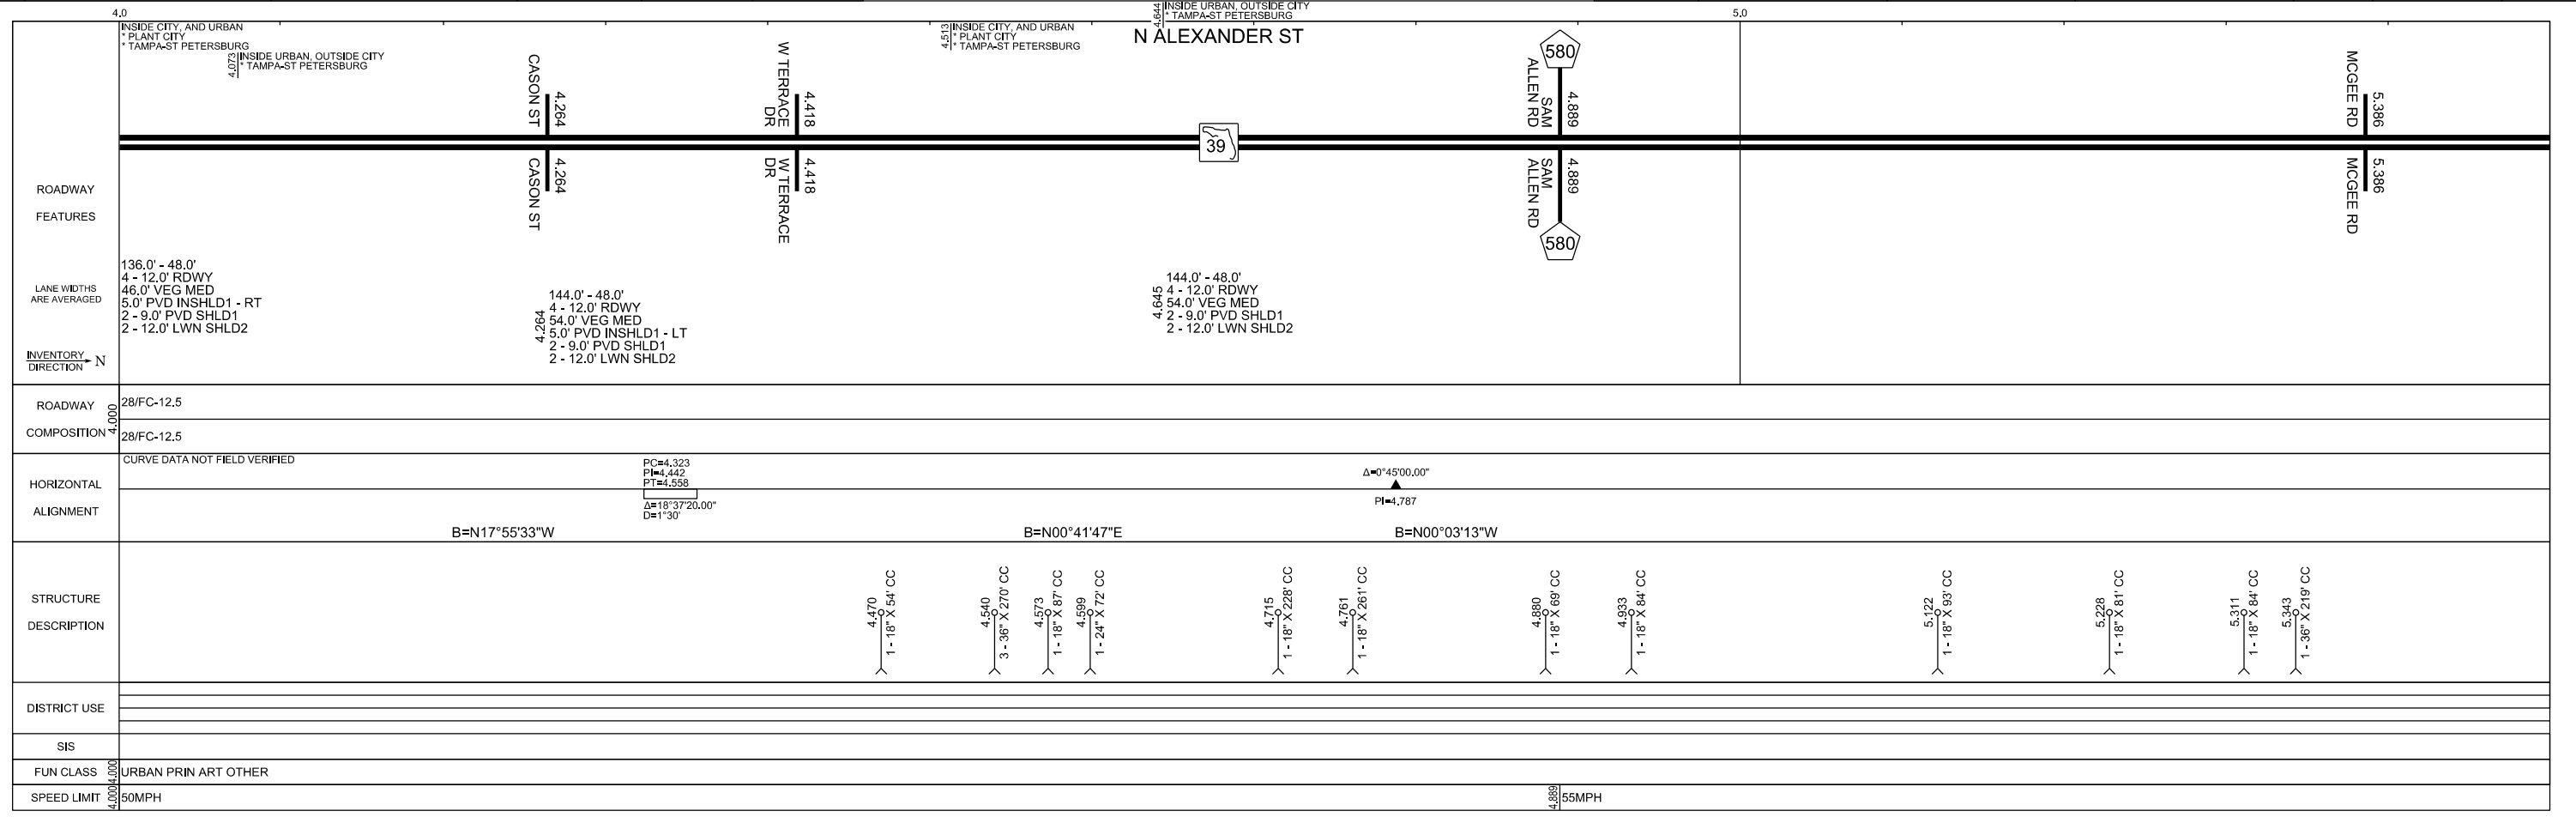 4.0
5.0
INSIDE CITY, AND URBAN
* PLANT CITY
* TAMPA-ST PETERSBURG
4.073
INSIDE URBAN, OUTSIDE CITY
* TAMPA-ST PETERSBURG
4.513
INSIDE CITY, AND URBAN
* PLANT CITY
* TAMPA-ST PETERSBURG
4.644
INSIDE URBAN, OUTSIDE CITY
* TAMPA-ST PETERSBURG
N ALEXANDER ST
CASON ST
4.264
W TERRACE
DR
4.418
580
SAM
ALLEN RD
4.889
MCGEE RD
5.386
39
CASON ST
4.264
W TERRACE
DR
4.418
SAM
ALLEN RD
4.889
580
MCGEE RD
5.386
ROADWAY
FEATURES
LANE WIDTHS
ARE AVERAGED
INVENTORY
DIRECTION
N
136.0' - 48.0'
4 - 12.0' RDWY
46.0' VEG MED
5.0' PVD INSHLD1 - RT
2 - 9.0' PVD SHLD1
2 - 12.0' LWN SHLD2
4.264
144.0' - 48.0'
4 - 12.0' RDWY
54.0' VEG MED
5.0' PVD INSHLD1 - LT
2 - 9.0' PVD SHLD1
2 - 12.0' LWN SHLD2
4.645
144.0' - 48.0'
4 - 12.0' RDWY
54.0' VEG MED
2 - 9.0' PVD SHLD1
2 - 12.0' LWN SHLD2
ROADWAY
COMPOSITION
4.000
28/FC-12.5
28/FC-12.5
HORIZONTAL
ALIGNMENT
CURVE DATA NOT FIELD VERIFIED
PC=4.323
PI=4.442
PT=4.558
Δ=18°37'20.00"
D=1°30'
Δ=0°45'00.00"
PI=4.787
B=N17°55'33"W
B=N00°41'47"E
B=N00°03'13"W
STRUCTURE
DESCRIPTION
4.470
1 - 18" X 54' CC
4.540
3 - 36" X 270' CC
4.573
1 - 18" X 87' CC
4.599
1 - 24" X 72' CC
4.715
1 - 18" X 228' CC
4.761
1 - 18" X 261' CC
4.880
1 - 18" X 69' CC
4.933
1 - 18" X 84' CC
5.122
1 - 18" X 93' CC
5.228
1 - 18" X 81' CC
5.311
1 - 18" X 84' CC
5.343
1 - 36" X 219' CC
DISTRICT USE
SIS
FUN CLASS
4.000
URBAN PRIN ART OTHER
SPEED LIMIT
4.000
50MPH
4.889
55MPH